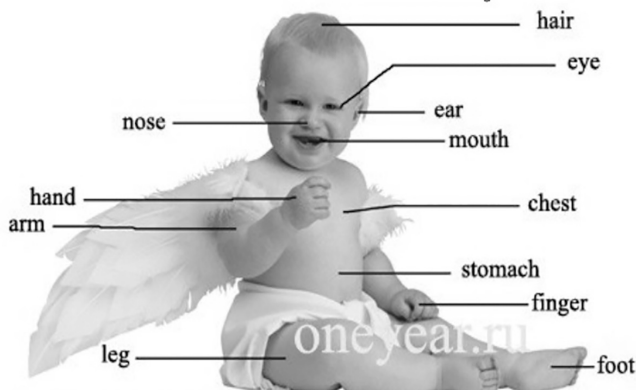 hair
eye
ear
nose
mouth
hand
chest
arm
stomach
finger
oneyear.ru
leg
foot